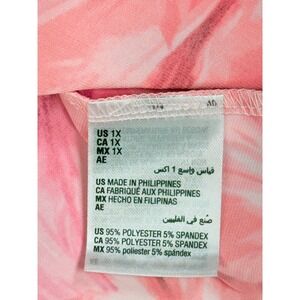 US 1X
CA 1X
MX 1X
AE
قياس واسع 1 اكس
US MADE IN PHILIPPINES
CA FABRIQUÉ AUX PHILIPPINES
MX HECHO EN FILIPINAS
AE
صنع في الفلبين
US 95% POLYESTER 5% SPANDEX
CA 95% POLYESTER 5% SPANDEX
MX 95% poliéster 5% spándex